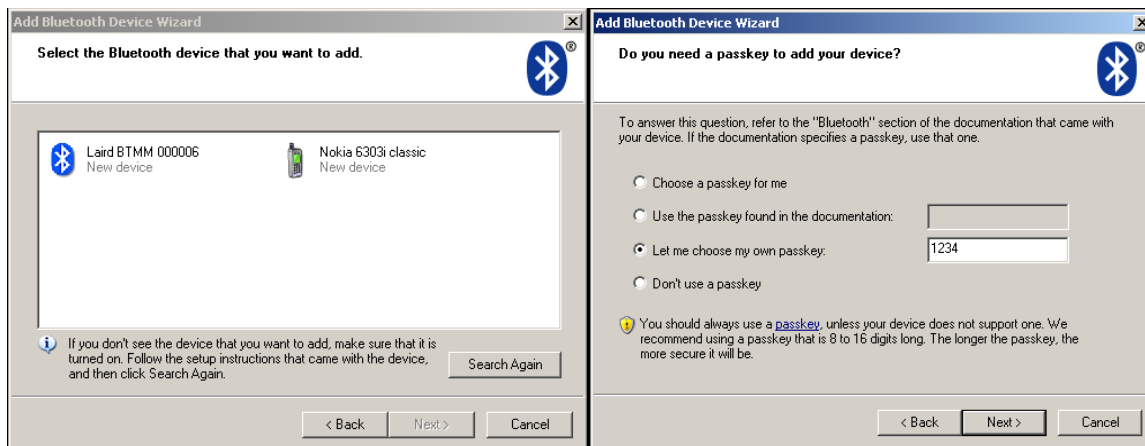 Add Bluetooth Device Wizard
Select the Bluetooth device that you want to add.
®
Laird BTMM 000006
New device
Nokia 6303i classic
New device
If you don't see the device that you want to add, make sure that it is
turned on. Follow the setup instructions that came with the device,
and then click Search Again.
Search Again
< Back
Next >
Cancel
Add Bluetooth Device Wizard
Do you need a passkey to add your device?
®
To answer this question, refer to the "Bluetooth" section of the documentation that came with
your device. If the documentation specifies a passkey, use that one.
Choose a passkey for me
Use the passkey found in the documentation:
Let me choose my own passkey:
1234
Don't use a passkey
You should always use a passkey, unless your device does not support one. We
recommend using a passkey that is 8 to 16 digits long. The longer the passkey, the
more secure it will be.
< Back
Next >
Cancel